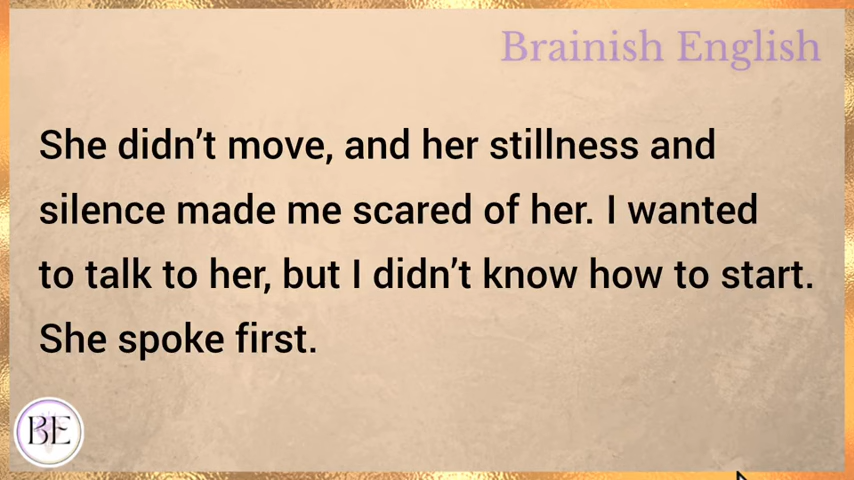 Brainish English
She didn’t move, and her stillness and
silence made me scared of her. I wanted
to talk to her, but I didn’t know how to start.
She spoke first.
BE